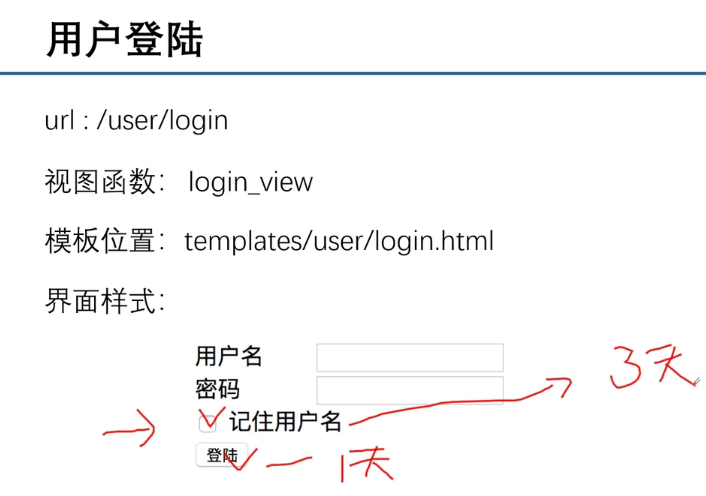 用户登陆
url : /user/login
视图函数： login_view
模板位置：templates/user/login.html
界面样式：
用户名
密码
3天
记住用户名
登陆
1天